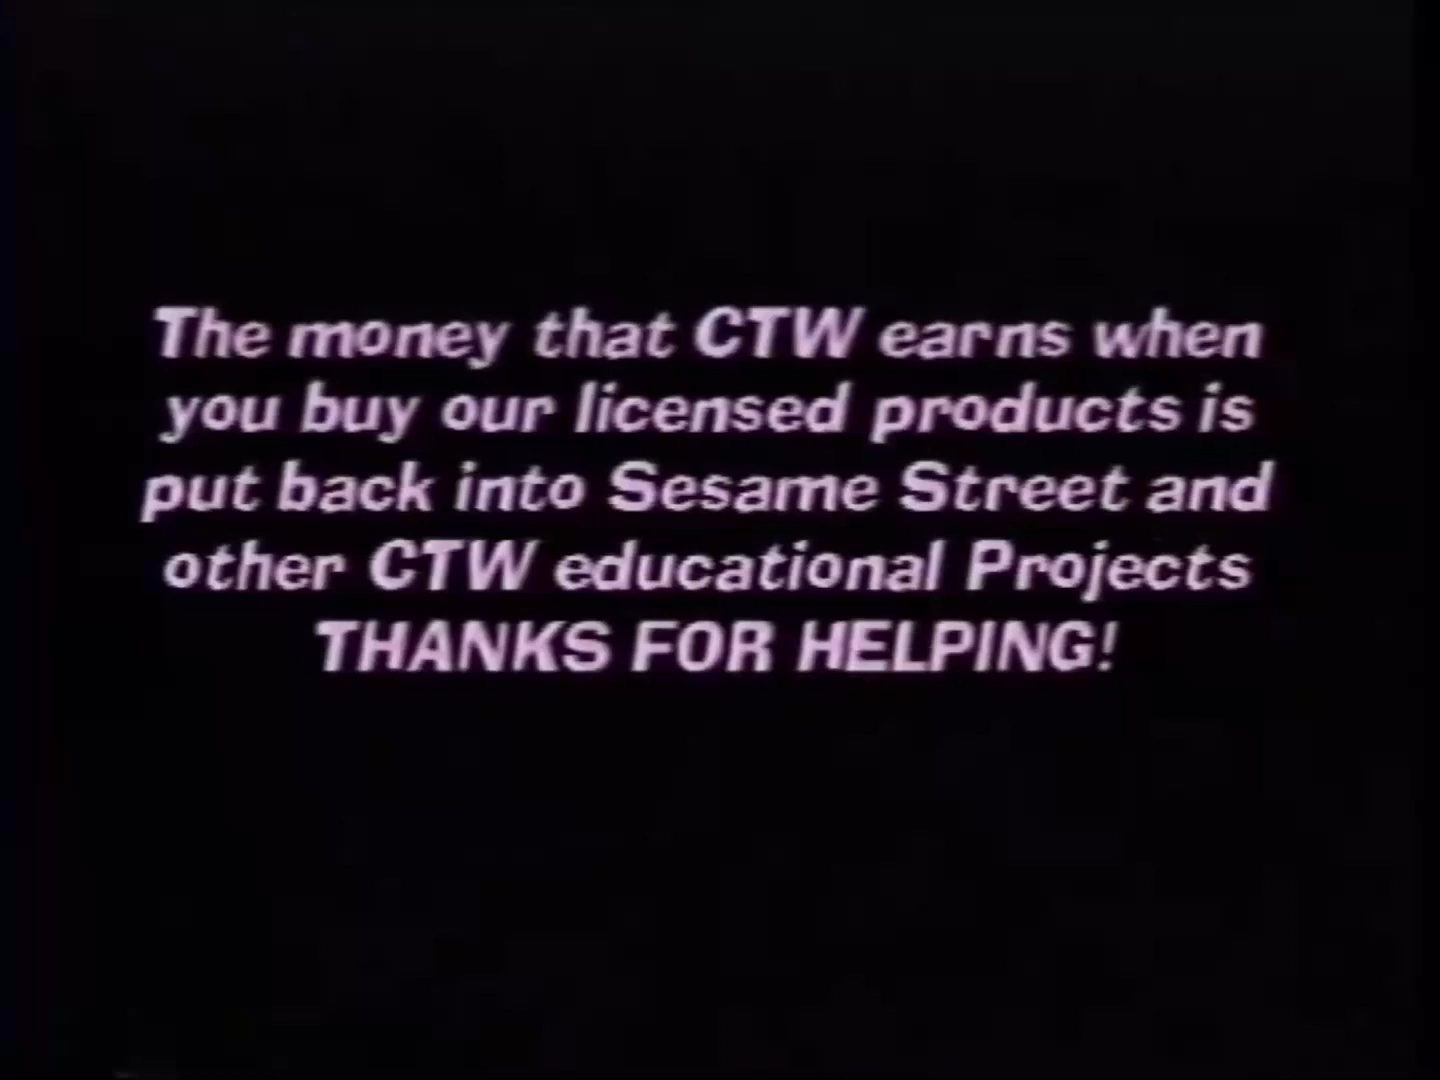 The money that CTW earns when
you buy our licensed products is
put back into Sesame Street and
other CTW educational Projects
THANKS FOR HELPING!